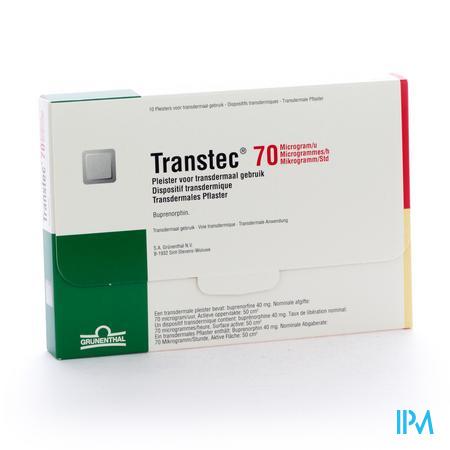 10 Pleisters voor transdermaal gebruik - Dispositifs transdermiques - Transdermale Pflaster
Transtec® 70 Microgram/u
Microgrammes/h
Mikrogramm/Std
Pleister voor transdermaal gebruik
Dispositif transdermique
Transdermales Pflaster
Buprenorphin.
Transdermaal gebruik - Voie transdermique - Transdermale Anwendung
S.A. Grünenthal N.V.
B-1932 Sint-Stevens-Woluwe
Een transdermale pleister bevat: buprenorfine 40 mg. Nominale afgifte:
70 microgram/uur. Actieve oppervlakte: 50 cm²
Un dispositif transdermique contient: buprénorphine 40 mg. Taux de libération nominal:
70 microgrammes/heure. Surface active: 50 cm²
Ein transdermales Pflaster enthält: Buprenorphin 40 mg. Nominale Abgaberate:
70 Mikrogramm/Stunde. Aktive Fläche: 50 cm²
Transtec® 70
GRÜNENTHAL
IPM